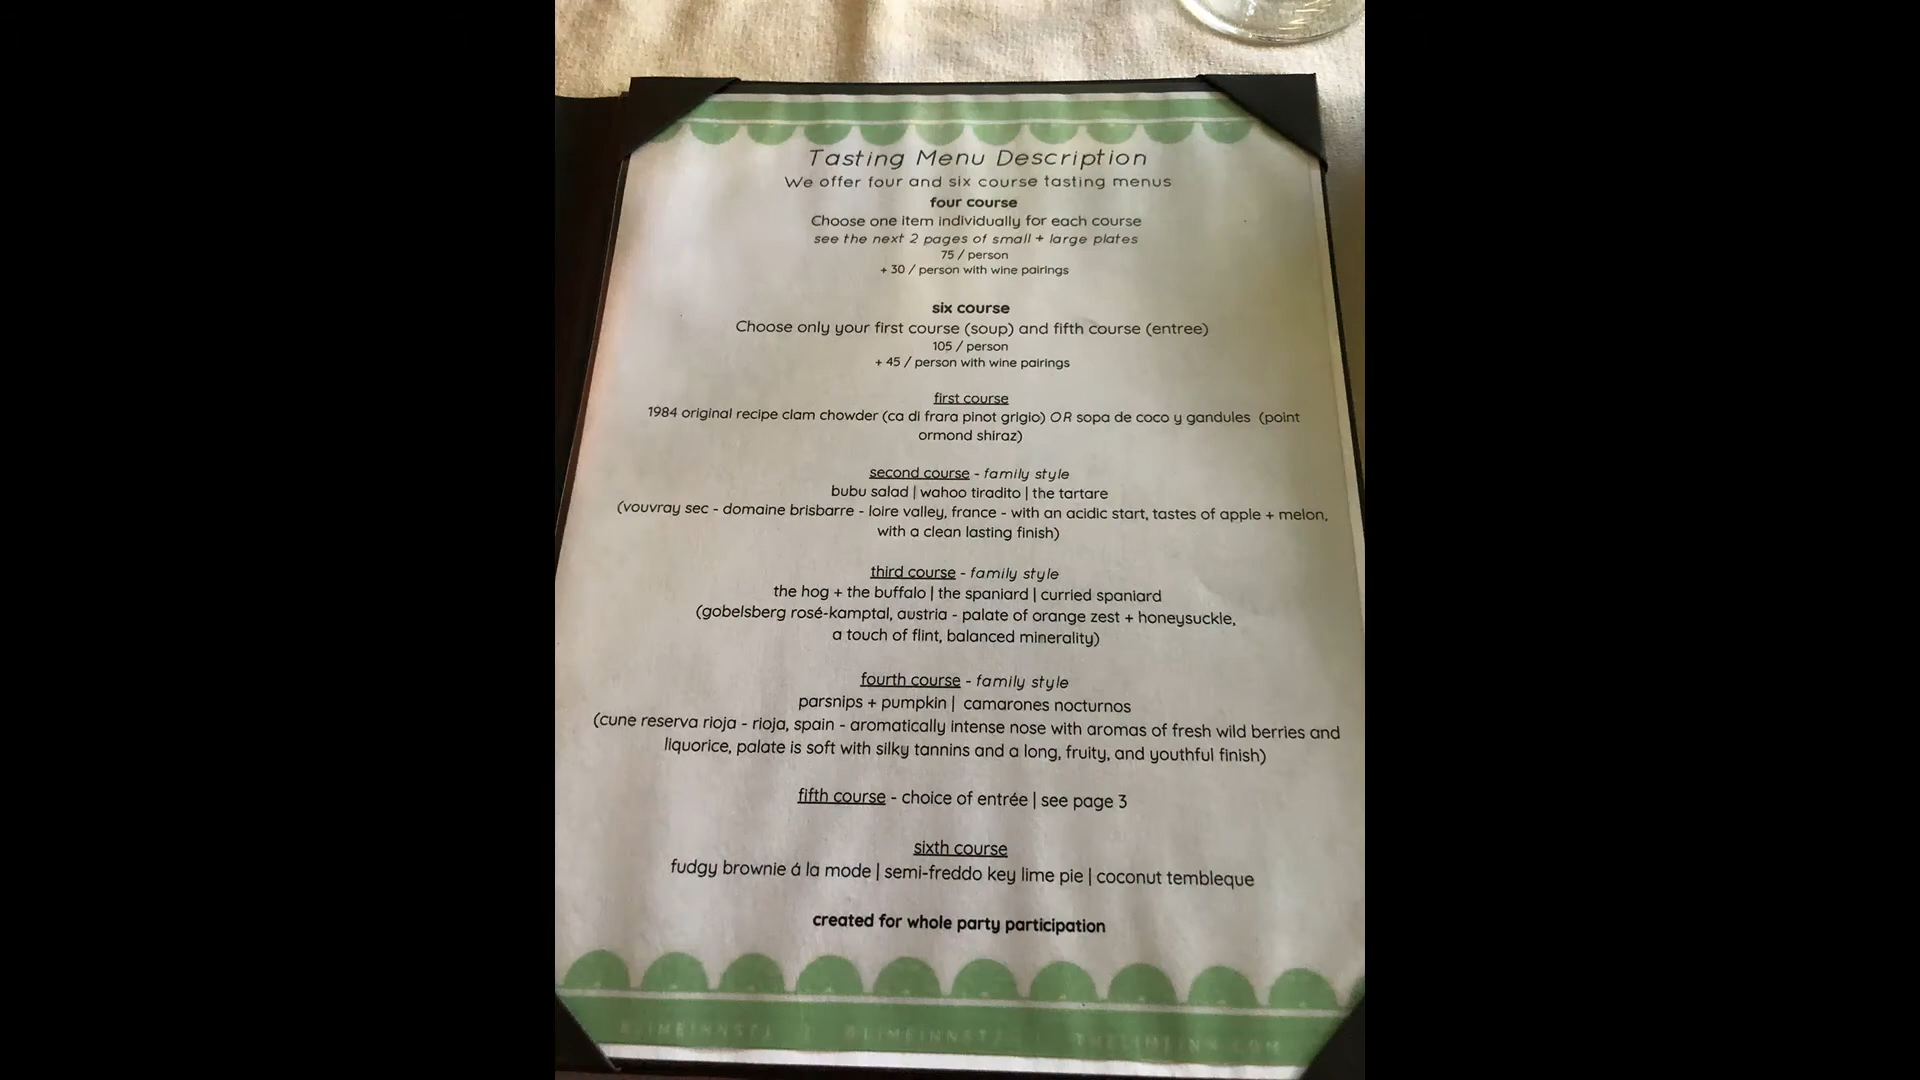 Tasting Menu Description
We offer four and six course tasting menus
four course
Choose one item individually for each course
see the next 2 pages of small + large plates
75 / person
+ 30 / person with wine pairings
six course
Choose only your first course (soup) and fifth course (entree)
105 / person
+ 45 / person with wine pairings
first course
1984 original recipe clam chowder (ca di frara pinot grigio) OR sopa de coco y gandules (point
ormond shiraz)
second course - family style
bubu salad | wahoo tiradito | the tartare
(vouvray sec - domaine brisbarre - loire valley, france - with an acidic start, tastes of apple + melon,
with a clean lasting finish)
third course - family style
the hog + the buffalo | the spaniard | curried spaniard
(gobelsberg rosé-kamptal, austria - palate of orange zest + honeysuckle,
a touch of flint, balanced minerality)
fourth course - family style
parsnips + pumpkin | camarones nocturnos
(cune reserva rioja - rioja, spain - aromatically intense nose with aromas of fresh wild berries and
liquorice, palate is soft with silky tannins and a long, fruity, and youthful finish)
fifth course - choice of entrée | see page 3
sixth course
fudgy brownie á la mode | semi-freddo key lime pie | coconut tembleque
created for whole party participation
@LIMEINNSTJ | @LIMEINNSTJ | THELIMEINN.COM